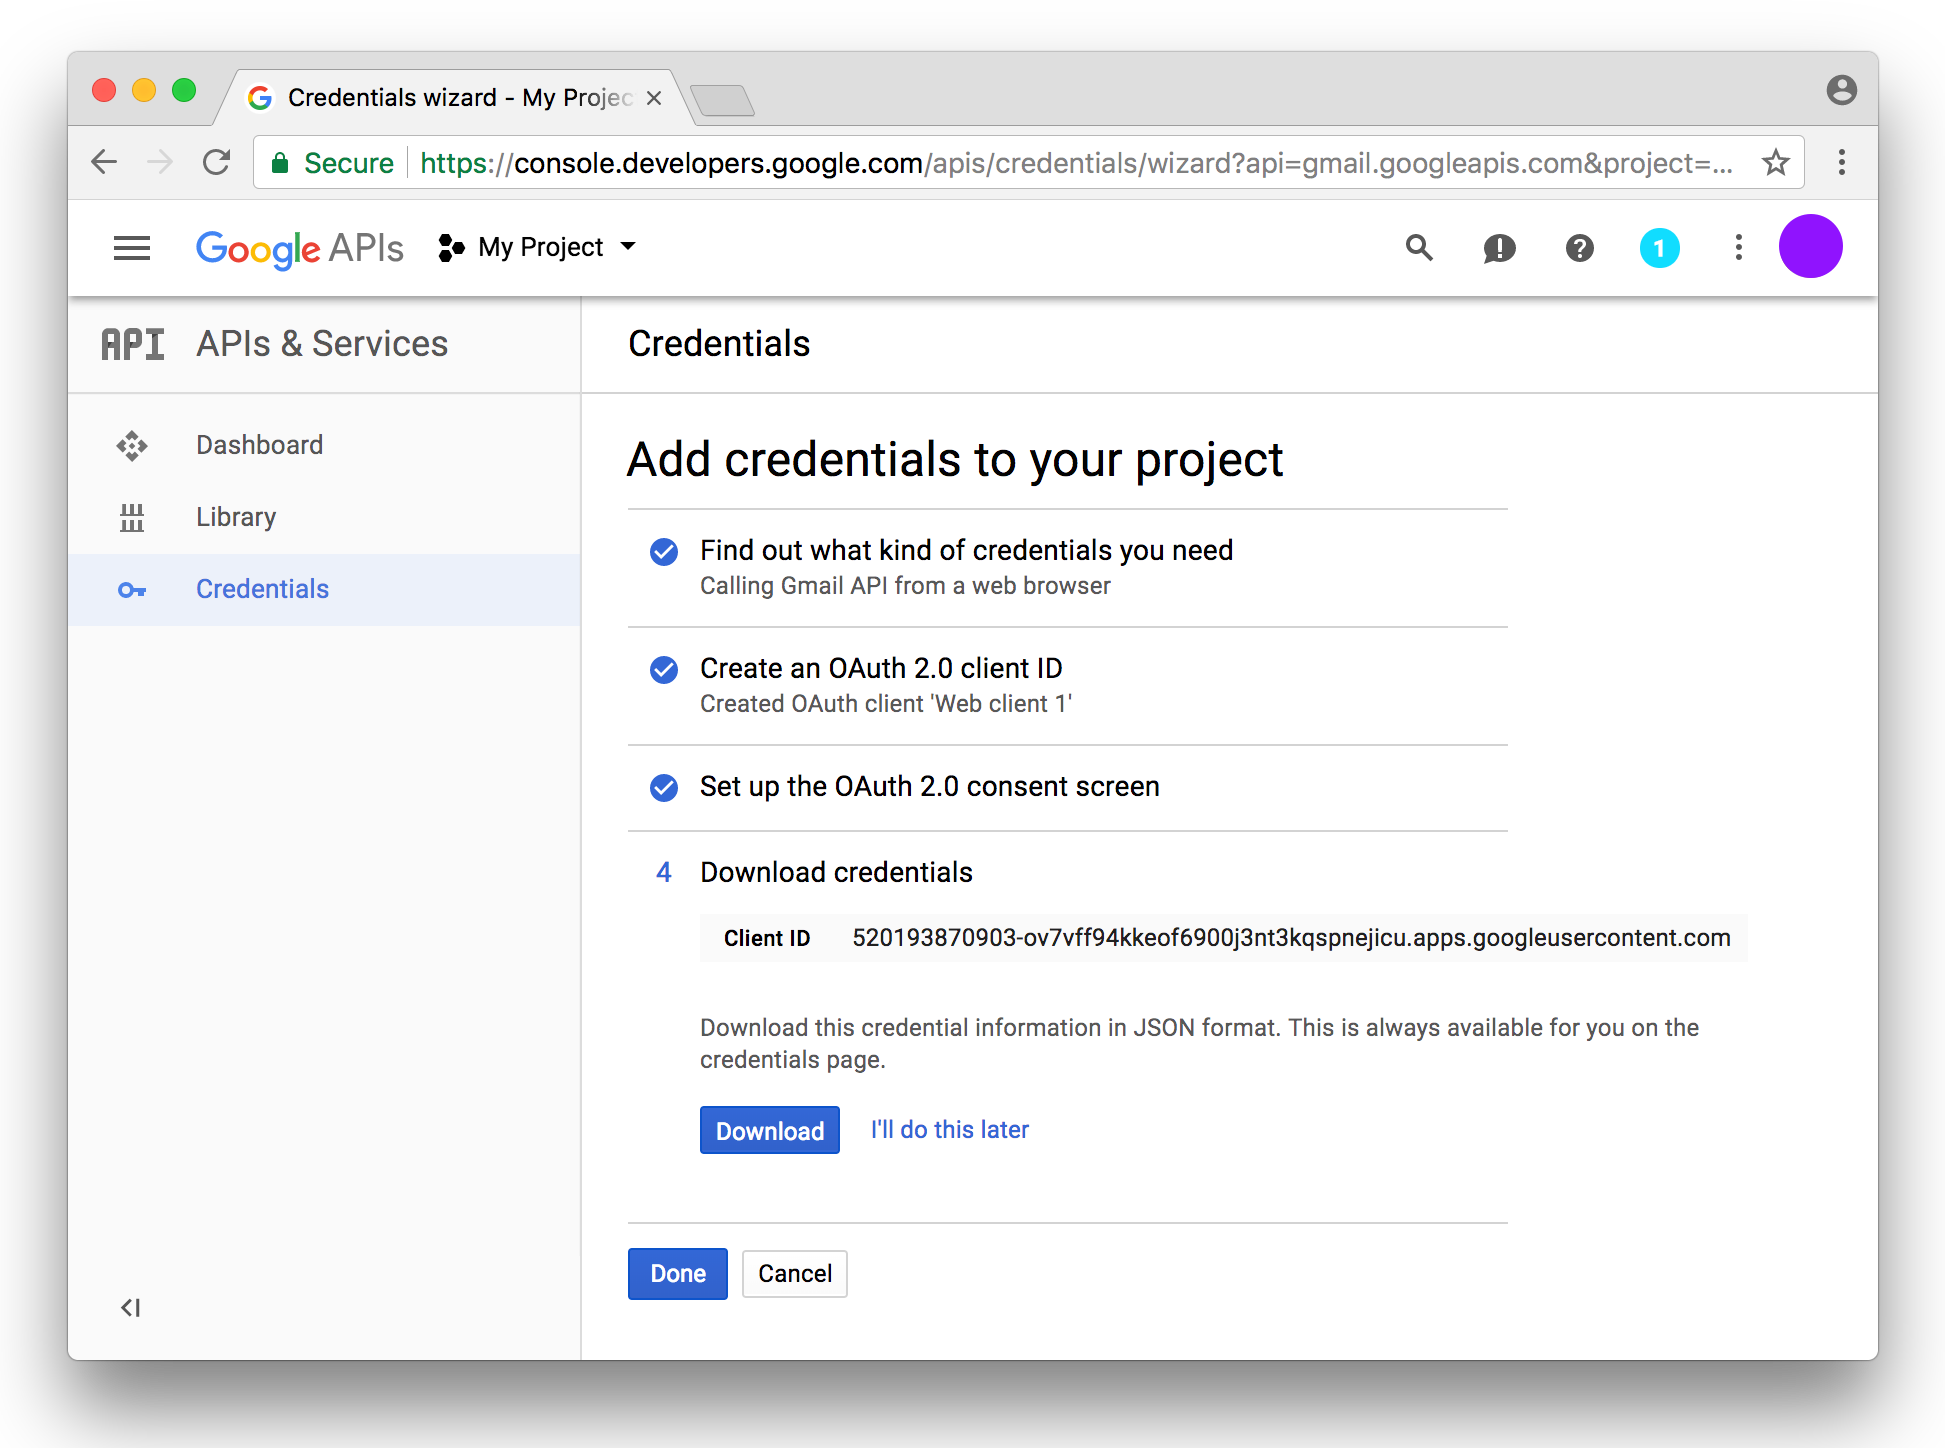 Credentials wizard - My Projec
Secure https://console.developers.google.com/apis/credentials/wizard?api=gmail.googleapis.com&project=...
Google APIs My Project 1
API APIs & Services
Credentials
Dashboard
Library
Credentials
Add credentials to your project
Find out what kind of credentials you need
Calling Gmail API from a web browser
Create an OAuth 2.0 client ID
Created OAuth client 'Web client 1'
Set up the OAuth 2.0 consent screen
4 Download credentials
Client ID 520193870903-ov7vff94kkeof6900j3nt3kqspnejicu.apps.googleusercontent.com
Download this credential information in JSON format. This is always available for you on the
credentials page.
Download I'll do this later
Done Cancel